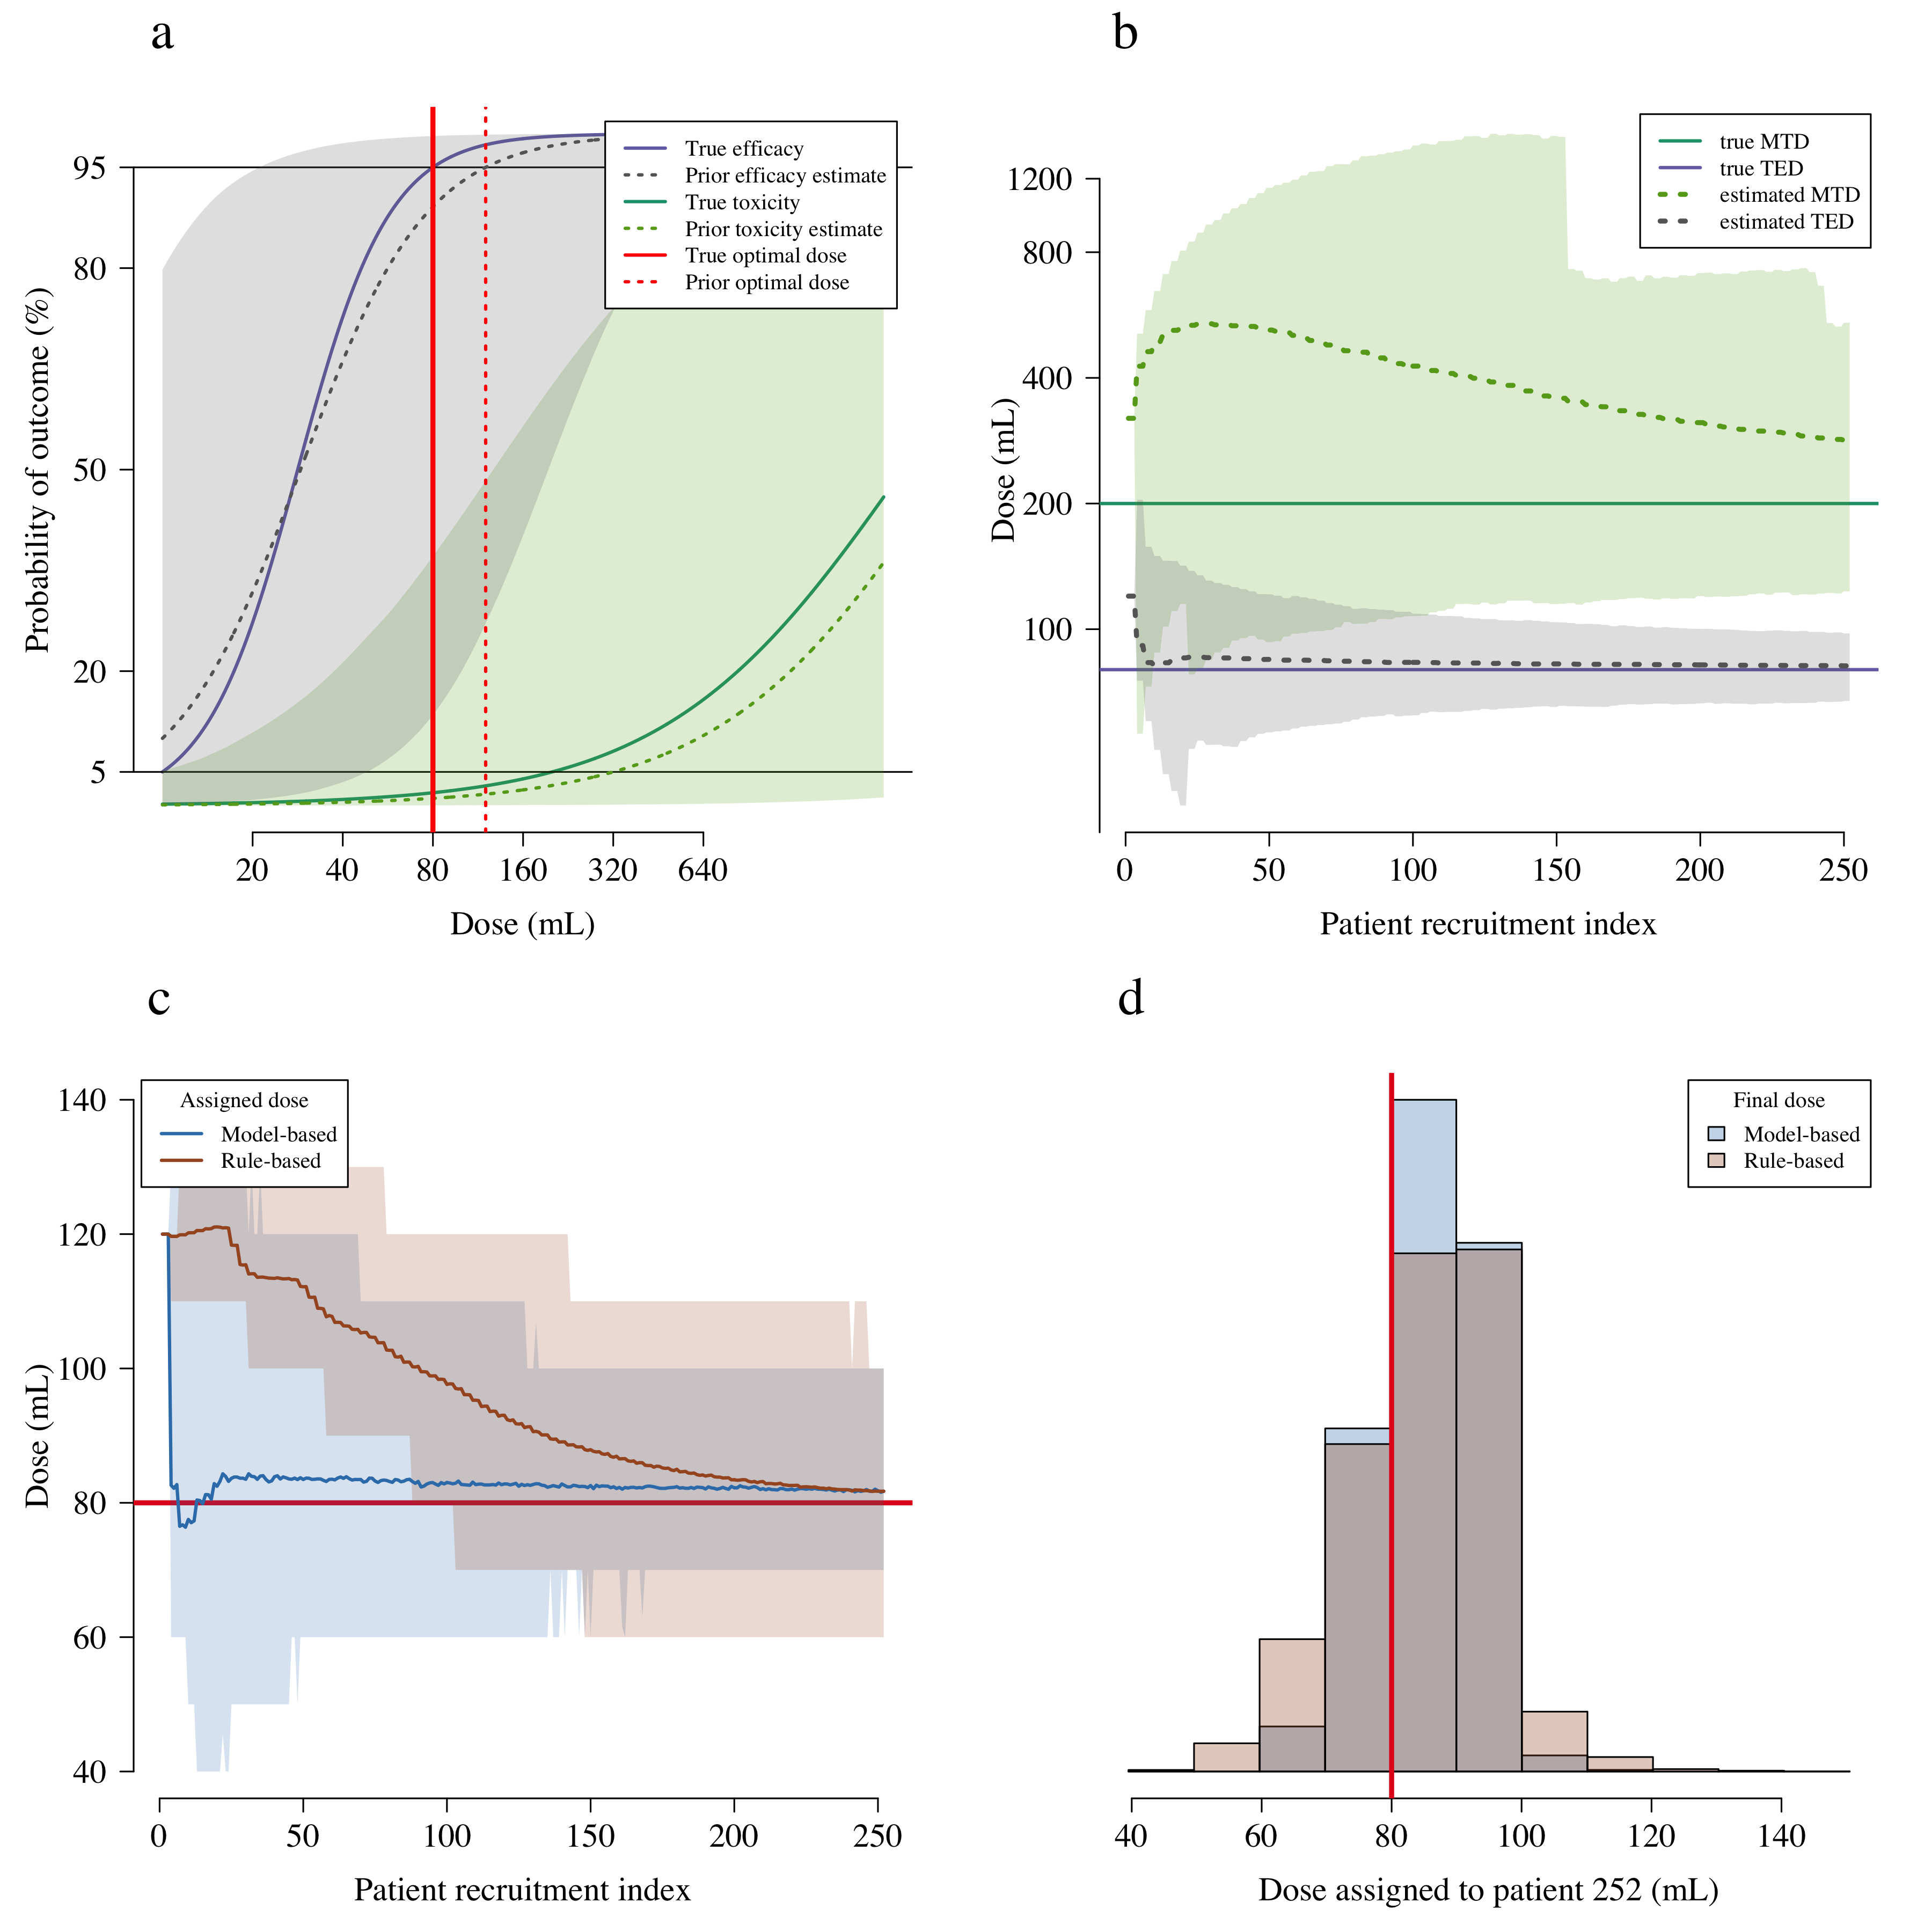 a
Probability of outcome (%)
95
80
50
20
5
True efficacy
Prior efficacy estimate
True toxicity
Prior toxicity estimate
True optimal dose
Prior optimal dose
20 40 80 160 320 640
Dose (mL)
b
Dose (mL)
1200
800
400
200
100
true MTD
true TED
estimated MTD
estimated TED
0 50 100 150 200 250
Patient recruitment index
c
Dose (mL)
140
120
100
80
60
40
Assigned dose
Model-based
Rule-based
0 50 100 150 200 250
Patient recruitment index
d
Final dose
Model-based
Rule-based
40 60 80 100 120 140
Dose assigned to patient 252 (mL)